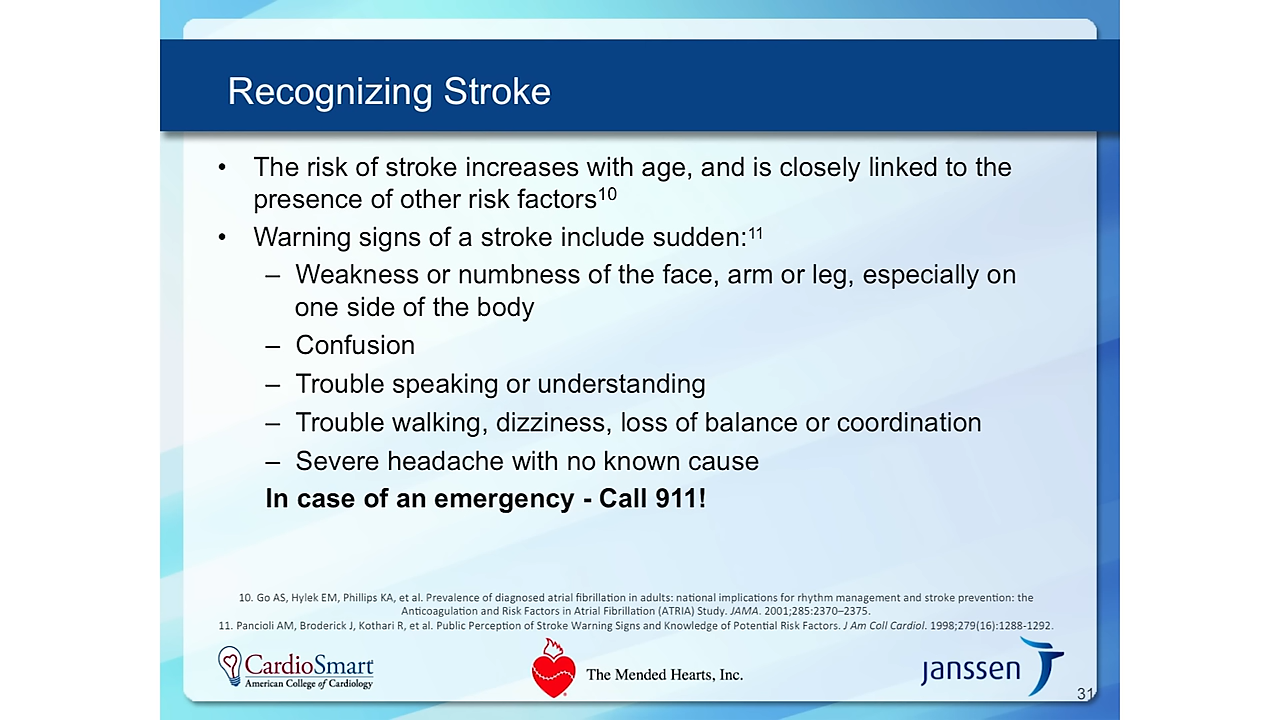 Recognizing Stroke
• The risk of stroke increases with age, and is closely linked to the
presence of other risk factors10
• Warning signs of a stroke include sudden:11
– Weakness or numbness of the face, arm or leg, especially on
one side of the body
– Confusion
– Trouble speaking or understanding
– Trouble walking, dizziness, loss of balance or coordination
– Severe headache with no known cause
In case of an emergency - Call 911!
10. Go AS, Hylek EM, Phillips KA, et al. Prevalence of diagnosed atrial fibrillation in adults: national implications for rhythm management and stroke prevention: the
Anticoagulation and Risk Factors in Atrial Fibrillation (ATRIA) Study. JAMA. 2001;285:2370–2375.
11. Pancioli AM, Broderick J, Kothari R, et al. Public Perception of Stroke Warning Signs and Knowledge of Potential Risk Factors. J Am Coll Cardiol. 1998;279(16):1288-1292.
CardioSmart
American College of Cardiology
The Mended Hearts, Inc.
janssen
31